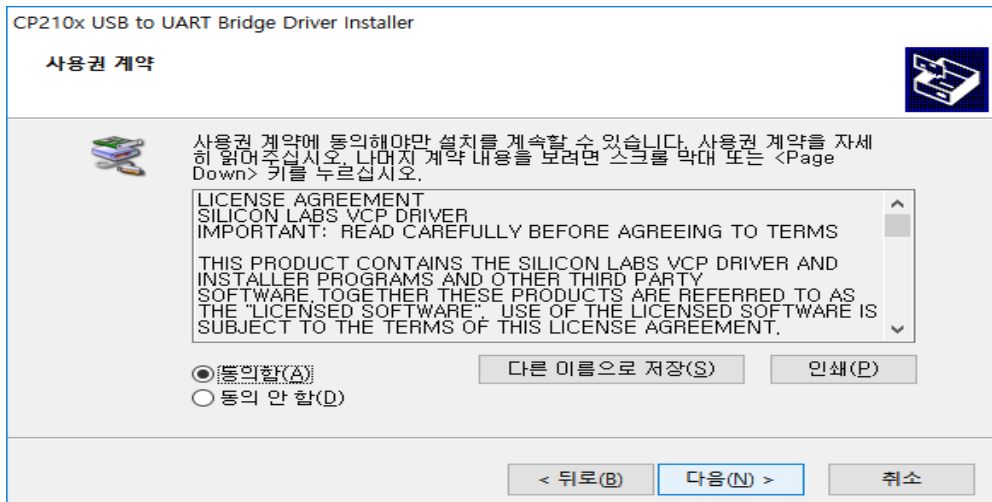 CP210x USB to UART Bridge Driver Installer
사용권 계약
사용권 계약에 동의해야만 설치를 계속할 수 있습니다. 사용권 계약을 자세
히 읽어주십시오. 나머지 계약 내용을 보려면 스크롤 막대 또는 <Page
Down> 키를 누르십시오.
LICENSE AGREEMENT
SILICON LABS VCP DRIVER
IMPORTANT: READ CAREFULLY BEFORE AGREEING TO TERMS
THIS PRODUCT CONTAINS THE SILICON LABS VCP DRIVER AND
INSTALLER PROGRAMS AND OTHER THIRD PARTY
SOFTWARE. TOGETHER THESE PRODUCTS ARE REFERRED TO AS
THE "LICENSED SOFTWARE". USE OF THE LICENSED SOFTWARE IS
SUBJECT TO THE TERMS OF THIS LICENSE AGREEMENT.
동의함(A)
다른 이름으로 저장(S)
인쇄(P)
동의 안 함(D)
< 뒤로(B)
다음(N) >
취소